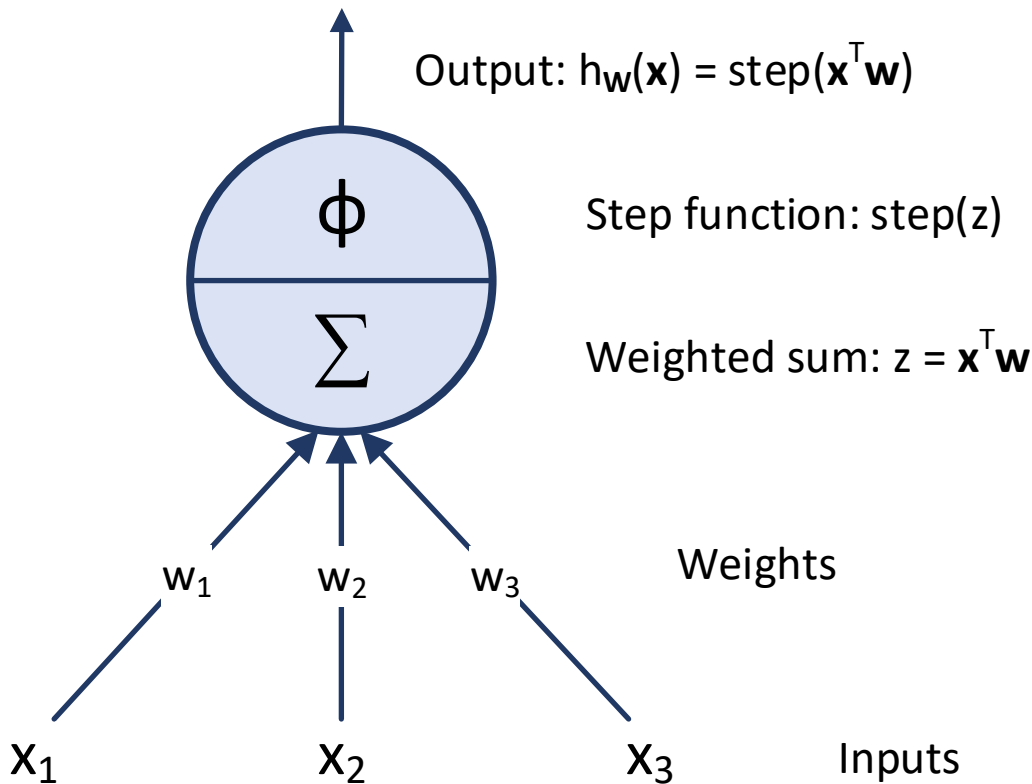 Output: h𝐰(𝐱) = step(𝐱ᵀ𝐰)
ϕ
Step function: step(z)
∑
Weighted sum: z = 𝐱ᵀ𝐰
w₁ w₂ w₃ Weights
x₁ x₂ x₃ Inputs